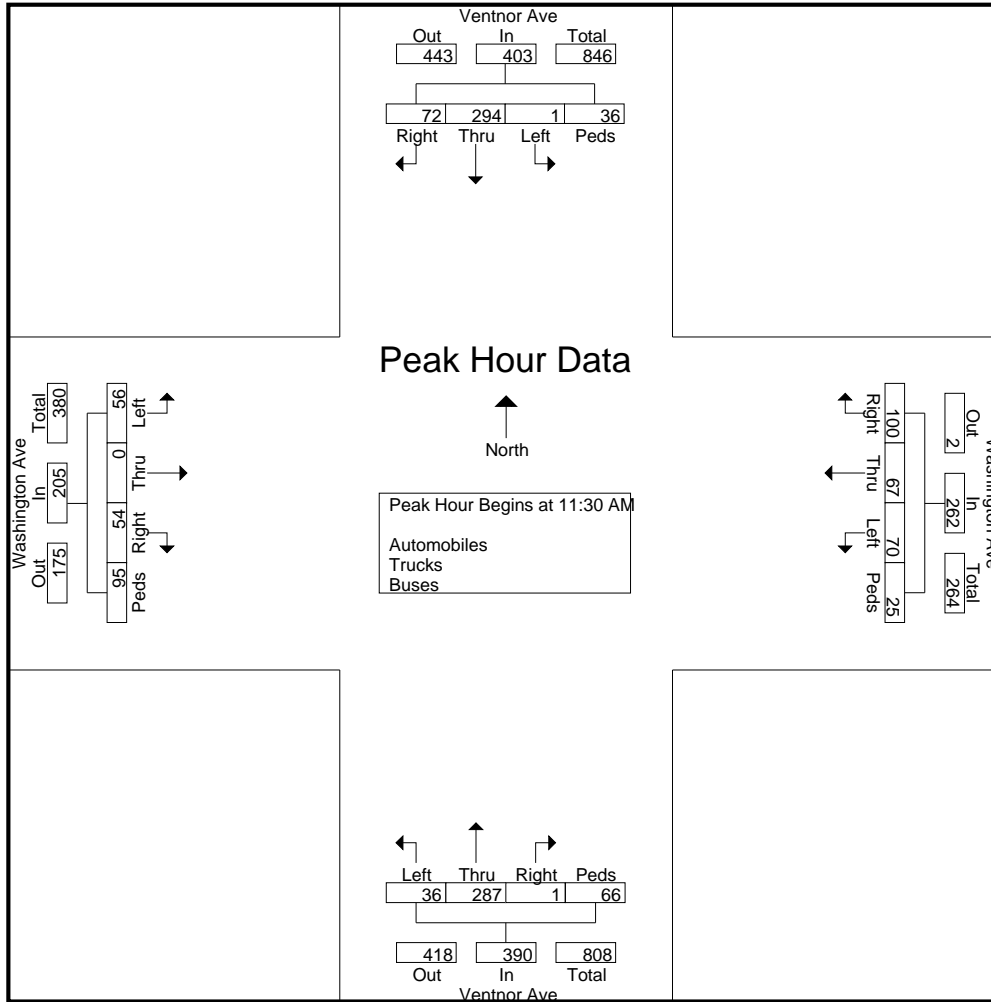 Ventnor Ave
Out In Total
443 403 846
72 294 1 36
Right Thru Left Peds
Peak Hour Data
North
Peak Hour Begins at 11:30 AM
Automobiles
Trucks
Buses
Washington Ave
Total In Out
380 205 175
56 0 54 95
Left Thru Right Peds
Washington Ave
Out In Total
2 262 264
100 67 70 25
Right Thru Left Peds
Left Thru Right Peds
36 287 1 66
418 390 808
Out In Total
Ventnor Ave